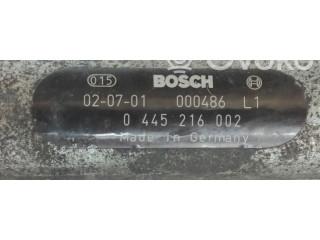 015 BOSCH
02-07-01 000486 L1
0 445 216 002
Made in Germany